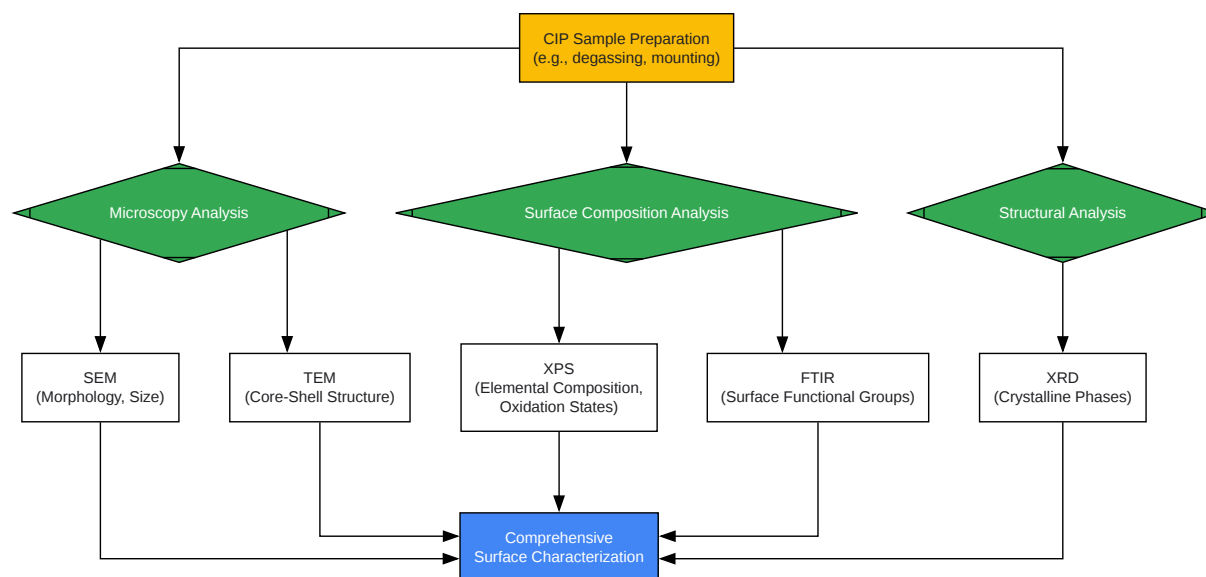 CIP Sample Preparation
(e.g., degassing, mounting)
Microscopy Analysis
Surface Composition Analysis
Structural Analysis
SEM
(Morphology, Size)
TEM
(Core-Shell Structure)
XPS
(Elemental Composition,
Oxidation States)
FTIR
(Surface Functional Groups)
XRD
(Crystalline Phases)
Comprehensive
Surface Characterization